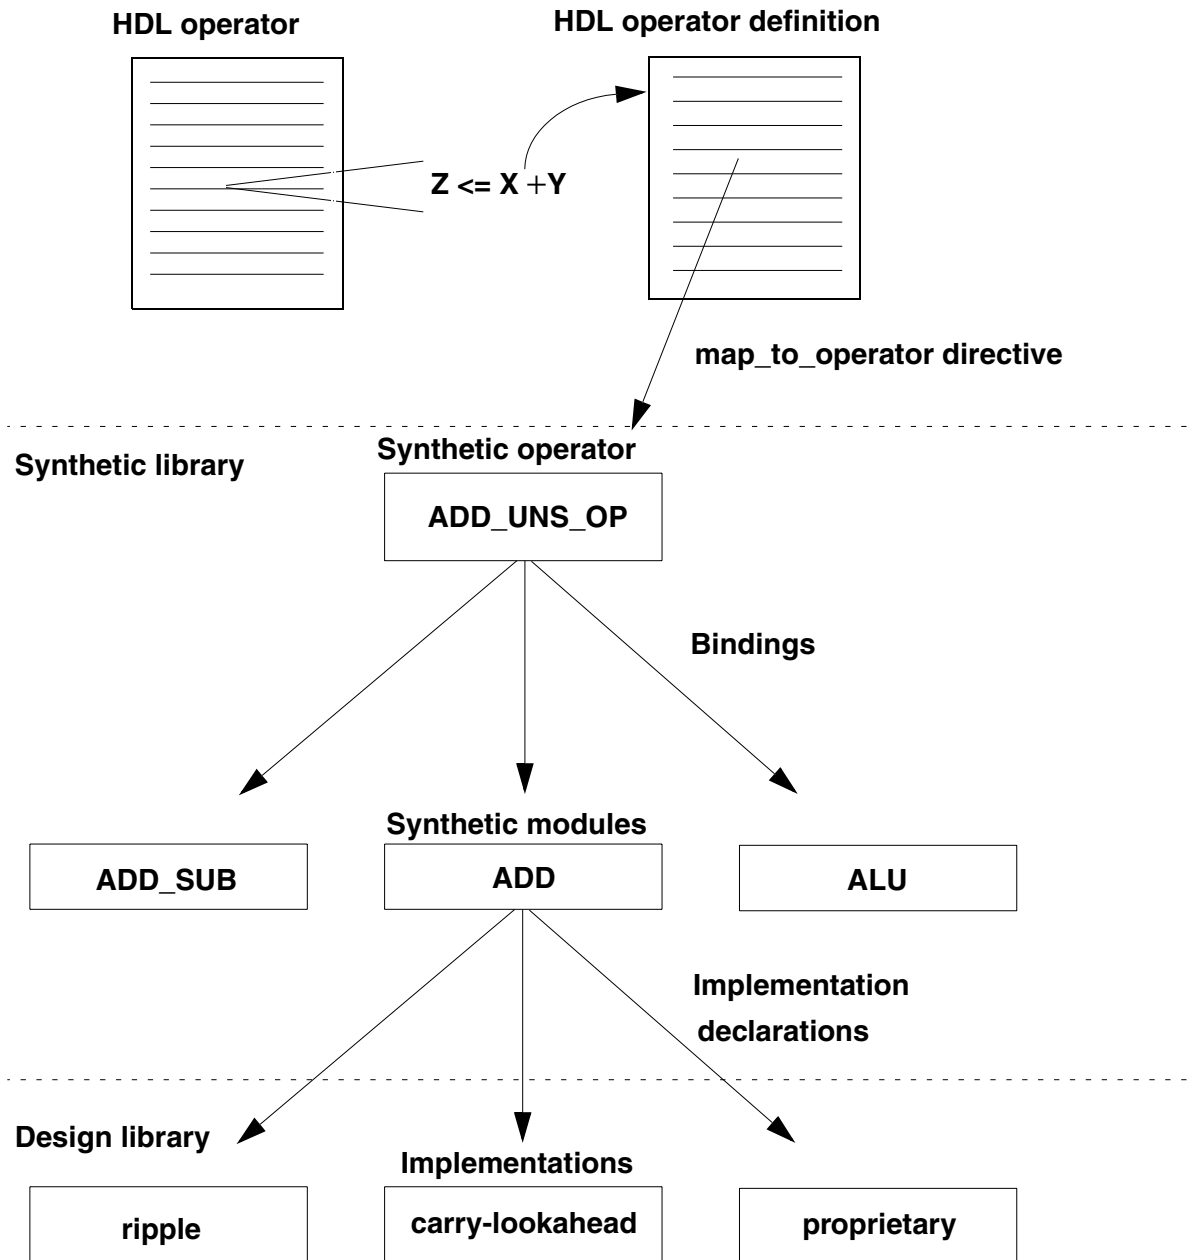 HDL operator
HDL operator definition
Z <= X +Y
map_to_operator directive
Synthetic library
Synthetic operator
ADD_UNS_OP
Bindings
Synthetic modules
ADD_SUB
ADD
ALU
Implementation
declarations
Design library
Implementations
ripple
carry-lookahead
proprietary